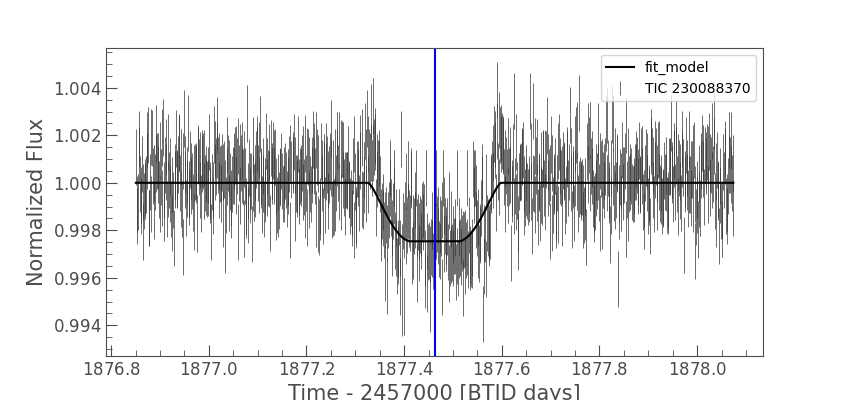 fit_model
TIC 230088370
1.004
1.002
1.000
0.998
0.996
0.994
Normalized Flux
1876.8 1877.0 1877.2 1877.4 1877.6 1877.8 1878.0
Time - 2457000 [BTJD days]